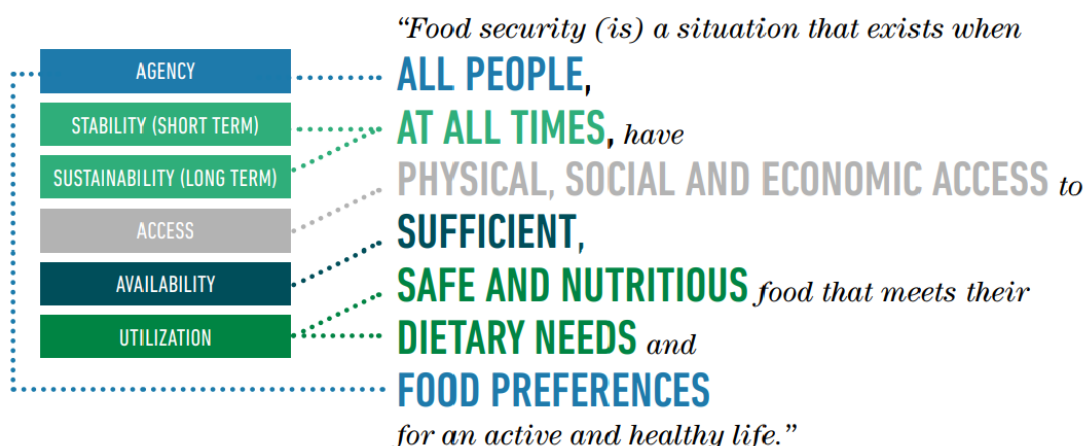 “Food security (is) a situation that exists when
AGENCY
ALL PEOPLE,
STABILITY (SHORT TERM)
AT ALL TIMES, have
SUSTAINABILITY (LONG TERM)
PHYSICAL, SOCIAL AND ECONOMIC ACCESS to
ACCESS
SUFFICIENT,
AVAILABILITY
SAFE AND NUTRITIOUS food that meets their
UTILIZATION
DIETARY NEEDS and
FOOD PREFERENCES
for an active and healthy life.”